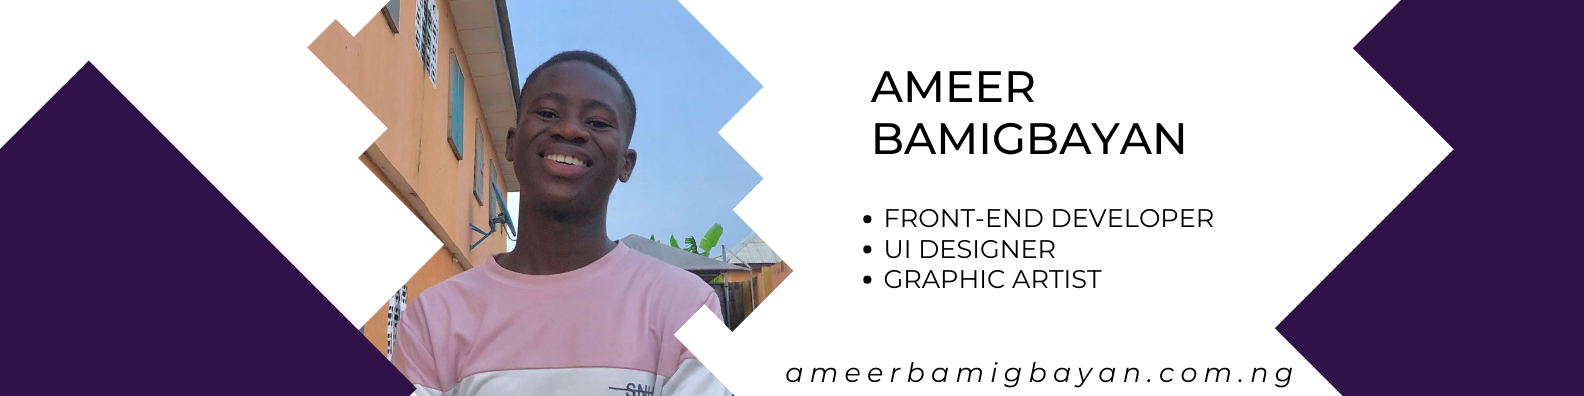 AMEER
BAMIGBAYAN
• FRONT-END DEVELOPER
• UI DESIGNER
• GRAPHIC ARTIST
ameerbamigbayan.com.ng